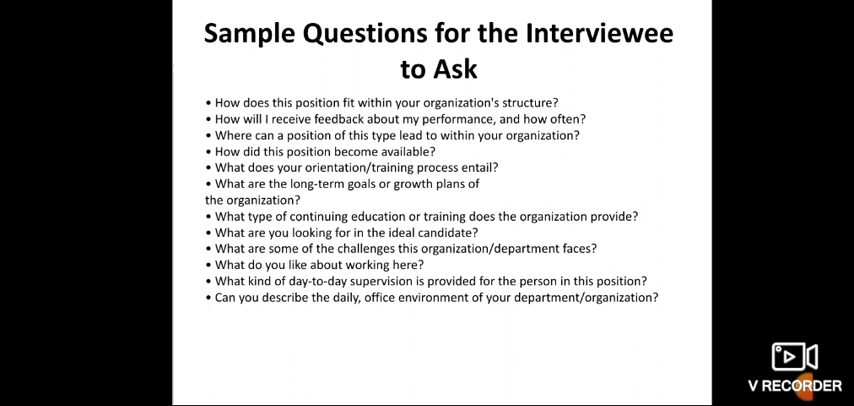 Sample Questions for the Interviewee
to Ask
• How does this position fit within your organization's structure?
• How will I receive feedback about my performance, and how often?
• Where can a position of this type lead to within your organization?
• How did this position become available?
• What does your orientation/training process entail?
• What are the long-term goals or growth plans of
the organization?
• What type of continuing education or training does the organization provide?
• What are you looking for in the ideal candidate?
• What are some of the challenges this organization/department faces?
• What do you like about working here?
• What kind of day-to-day supervision is provided for the person in this position?
• Can you describe the daily, office environment of your department/organization?
V RECORDER